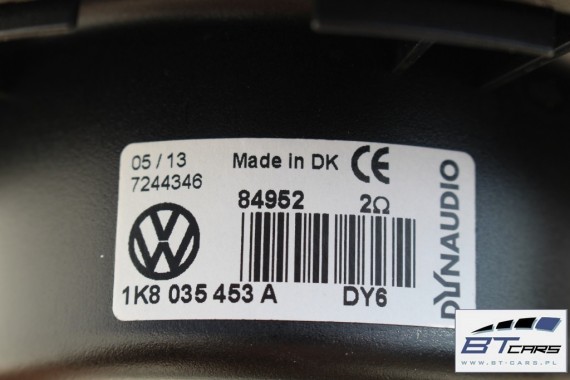 05 / 13 Made in DK CE
7244346
84952 2Ω
VW
1K8 035 453 A DY6
DYNAUDIO
BTCARS
WWW.BT-CARS.PL